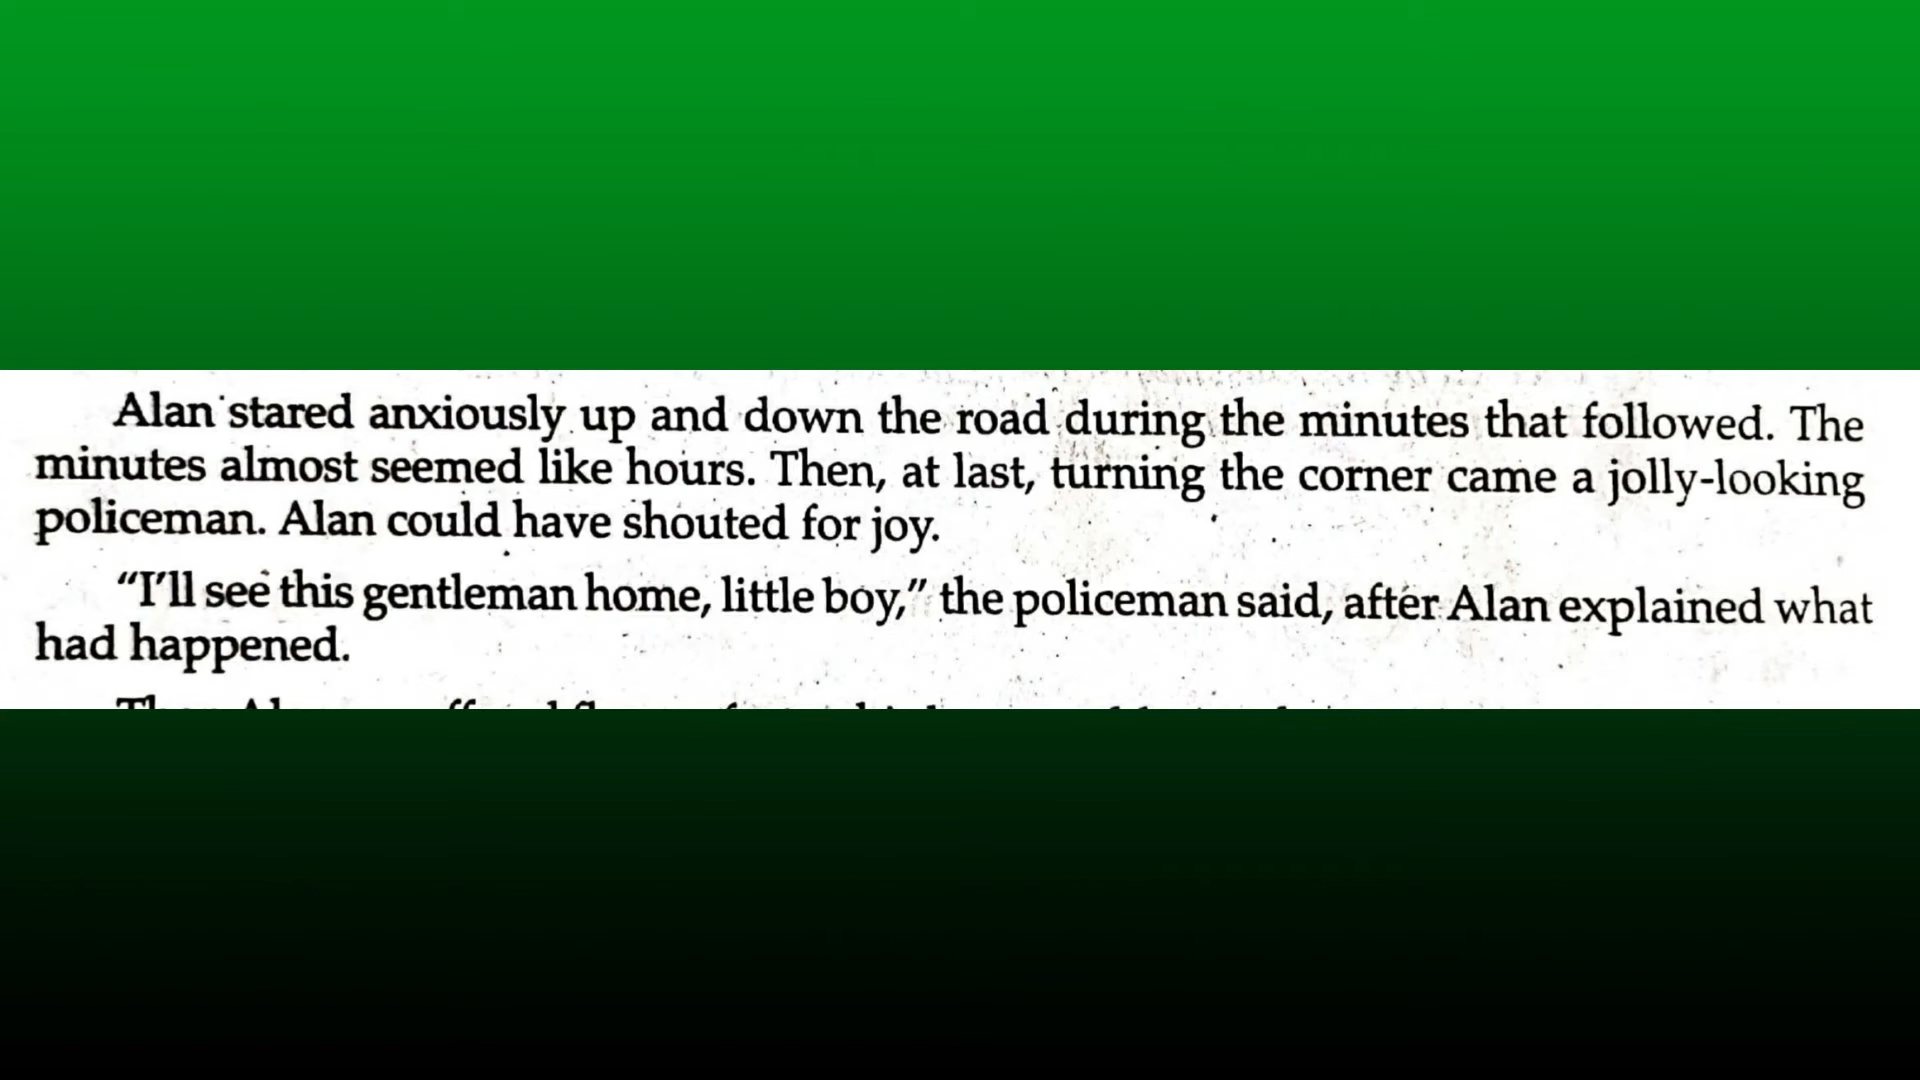 Alan stared anxiously up and down the road during the minutes that followed. The
minutes almost seemed like hours. Then, at last, turning the corner came a jolly-looking
policeman. Alan could have shouted for joy.
“I’ll see this gentleman home, little boy,” the policeman said, after Alan explained what
had happened.